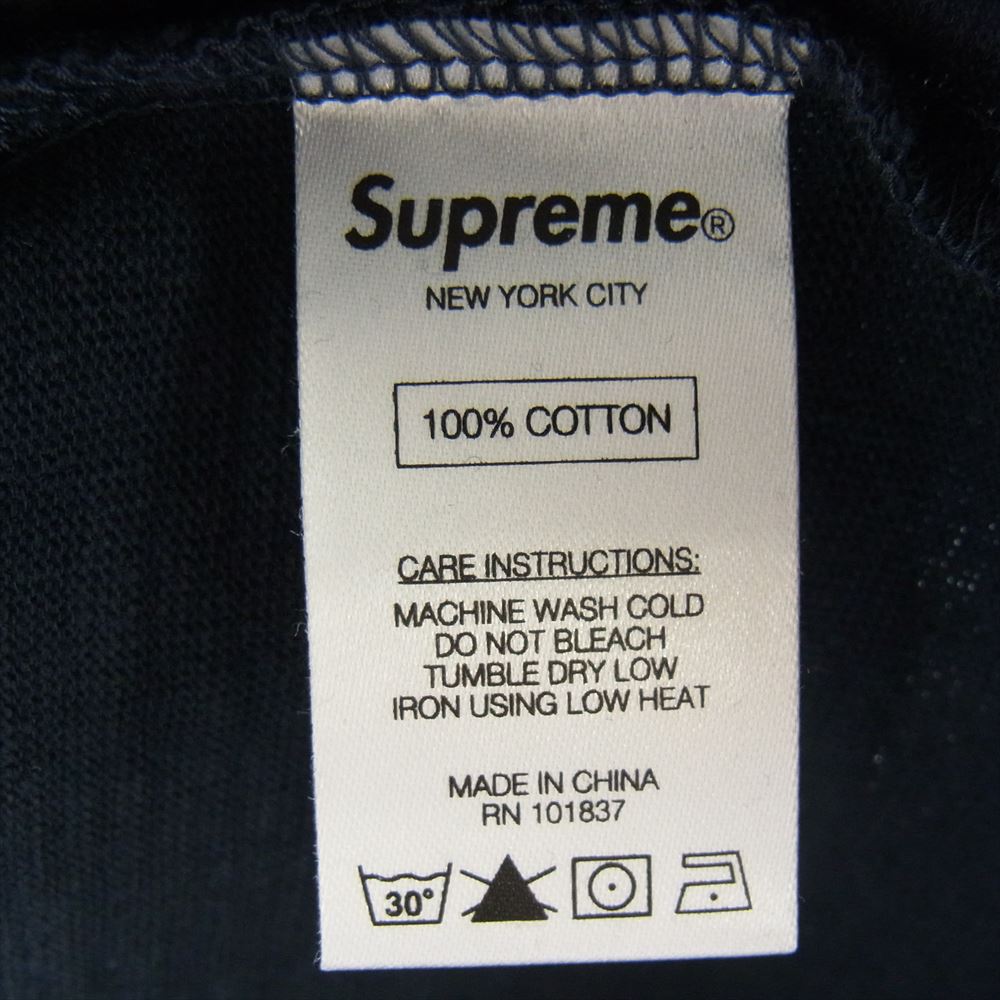 Supreme®
NEW YORK CITY
100% COTTON
CARE INSTRUCTIONS:
MACHINE WASH COLD
DO NOT BLEACH
TUMBLE DRY LOW
IRON USING LOW HEAT
MADE IN CHINA
RN 101837
30°